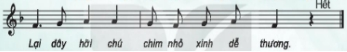 Hết
Lại đây hỡi chú chim nhỏ xinh dễ thương.